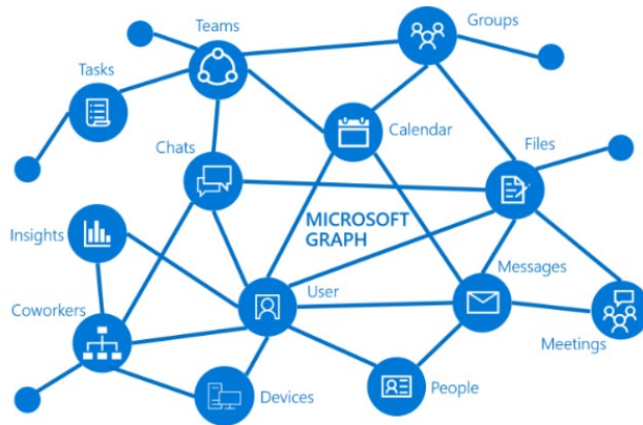 Teams
Groups
Tasks
Calendar
Chats
Files
MICROSOFT
GRAPH
Insights
Messages
User
Coworkers
Meetings
People
Devices